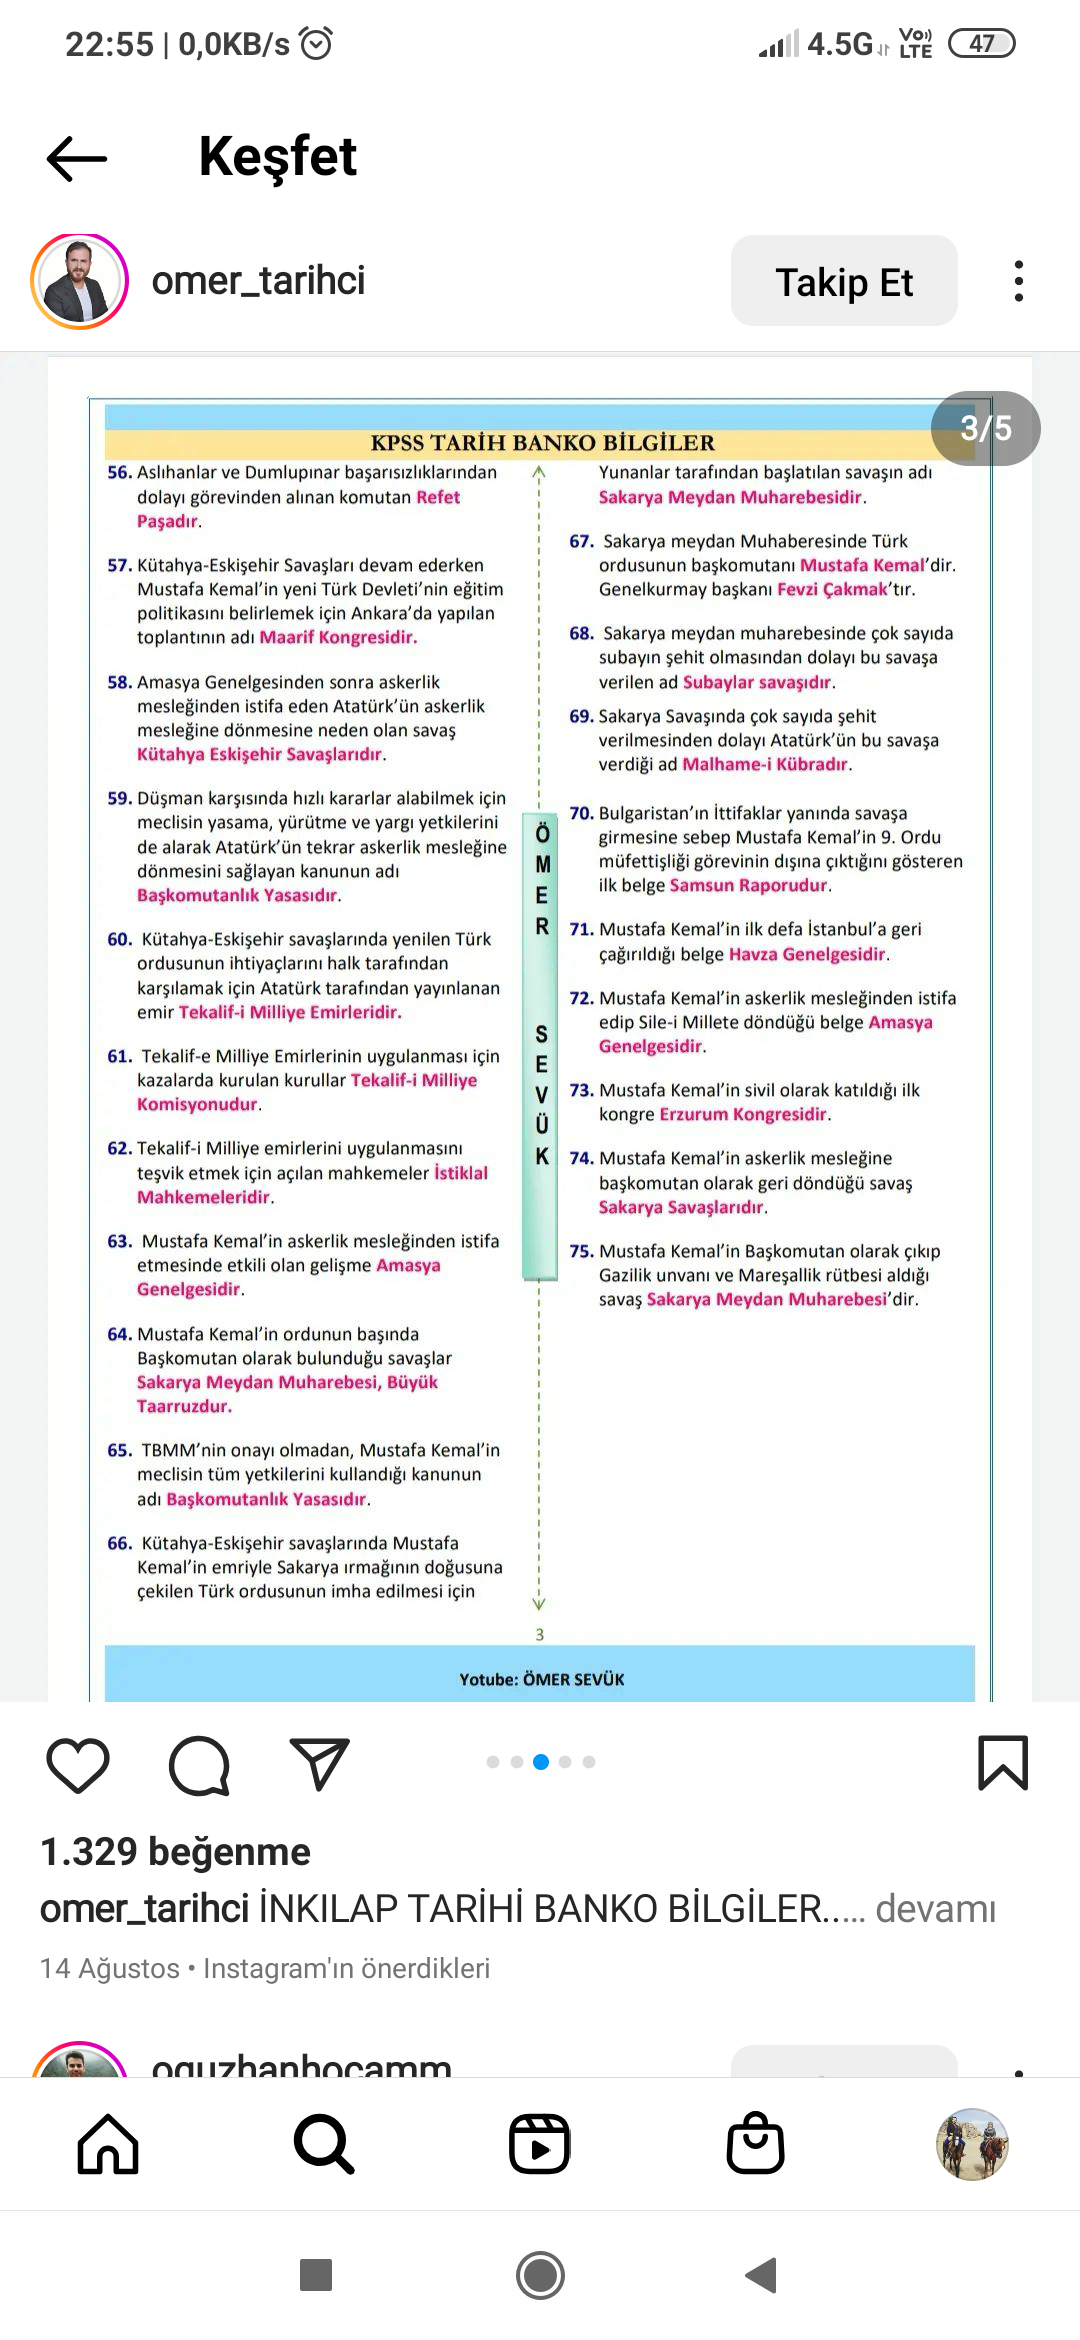 22:55 | 0,0KB/s
4.5G
Vo))
LTE
47
Keşfet
omer_tarihci
Takip Et
3/5
KPSS TARİH BANKO BİLGİLER
56. Aslıhanlar ve Dumlupınar başarısızlıklarından
dolayı görevinden alınan komutan Refet
Paşadır.
57. Kütahya-Eskişehir Savaşları devam ederken
Mustafa Kemal'in yeni Türk Devleti'nin eğitim
politikasını belirlemek için Ankara'da yapılan
toplantının adı Maarif Kongresidir.
58. Amasya Genelgesinden sonra askerlik
mesleğinden istifa eden Atatürk'ün askerlik
mesleğine dönmesine neden olan savaş
Kütahya Eskişehir Savaşlarıdır.
59. Düşman karşısında hızlı kararlar alabilmek için
meclisin yasama, yürütme ve yargı yetkilerini
de alarak Atatürk'ün tekrar askerlik mesleğine
dönmesini sağlayan kanunun adı
Başkomutanlık Yasasıdır.
60. Kütahya-Eskişehir savaşlarında yenilen Türk
ordusunun ihtiyaçlarını halk tarafından
karşılamak için Atatürk tarafından yayınlanan
emir Tekalif-i Milliye Emirleridir.
61. Tekalif-e Milliye Emirlerinin uygulanması için
kazalarda kurulan kurullar Tekalif-i Milliye
Komisyonudur.
62. Tekalif-i Milliye emirlerini uygulanmasını
teşvik etmek için açılan mahkemeler İstiklal
Mahkemeleridir.
63. Mustafa Kemal'in askerlik mesleğinden istifa
etmesinde etkili olan gelişme Amasya
Genelgesidir.
64. Mustafa Kemal'in ordunun başında
Başkomutan olarak bulunduğu savaşlar
Sakarya Meydan Muharebesi, Büyük
Taarruzdur.
65. TBMM'nin onayı olmadan, Mustafa Kemal'in
meclisin tüm yetkilerini kullandığı kanunun
adı Başkomutanlık Yasasıdır.
66. Kütahya-Eskişehir savaşlarında Mustafa
Kemal'in emriyle Sakarya ırmağının doğusuna
çekilen Türk ordusunun imha edilmesi için
ÖMER SEVÜK
Yunanlar tarafından başlatılan savaşın adı
Sakarya Meydan Muharebesidir.
67. Sakarya meydan Muhaberesinde Türk
ordusunun başkomutanı Mustafa Kemal'dir.
Genelkurmay başkanı Fevzi Çakmak'tır.
68. Sakarya meydan muharebesinde çok sayıda
subayın şehit olmasından dolayı bu savaşa
verilen ad Subaylar savaşıdır.
69. Sakarya Savaşında çok sayıda şehit
verilmesinden dolayı Atatürk'ün bu savaşa
verdiği ad Malhame-i Kübradır.
70. Bulgaristan'ın İttifaklar yanında savaşa
girmesine sebep Mustafa Kemal'in 9. Ordu
müfettişliği görevinin dışına çıktığını gösteren
ilk belge Samsun Raporudur.
71. Mustafa Kemal'in ilk defa İstanbul'a geri
çağırıldığı belge Havza Genelgesidir.
72. Mustafa Kemal'in askerlik mesleğinden istifa
edip Sile-i Millete döndüğü belge Amasya
Genelgesidir.
73. Mustafa Kemal'in sivil olarak katıldığı ilk
kongre Erzurum Kongresidir.
74. Mustafa Kemal'in askerlik mesleğine
başkomutan olarak geri döndüğü savaş
Sakarya Savaşlarıdır.
75. Mustafa Kemal'in Başkomutan olarak çıkıp
Gazilik unvanı ve Mareşallik rütbesi aldığı
savaş Sakarya Meydan Muharebesi'dir.
3
Yotube: ÖMER SEVÜK
1.329 beğenme
omer_tarihci İNKILAP TARİHİ BANKO BİLGİLER..... devamı
14 Ağustos • Instagram'ın önerdikleri
oguzhanhocamm